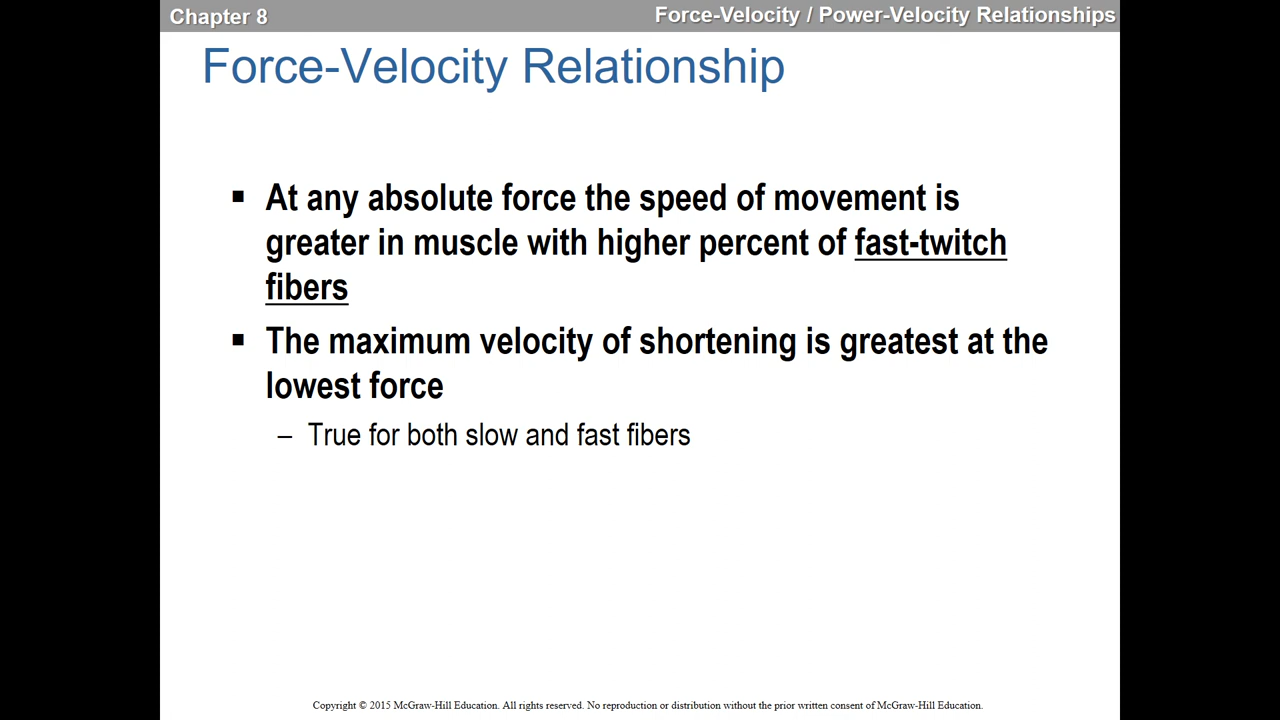 Chapter 8
Force-Velocity / Power-Velocity Relationships
Force-Velocity Relationship
▪ At any absolute force the speed of movement is
greater in muscle with higher percent of fast-twitch
fibers
▪ The maximum velocity of shortening is greatest at the
lowest force
– True for both slow and fast fibers
Copyright © 2015 McGraw-Hill Education. All rights reserved. No reproduction or distribution without the prior written consent of McGraw-Hill Education.